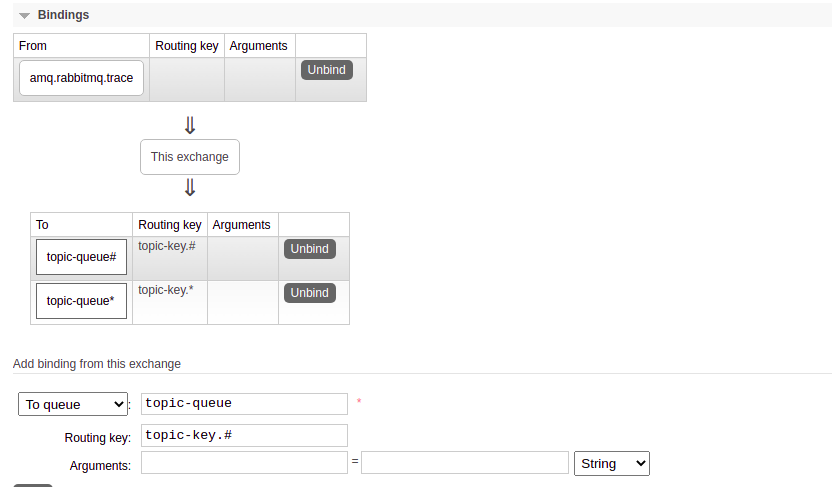 Bindings
From Routing key Arguments
amq.rabbitmq.trace Unbind
⇓
This exchange
⇓
To Routing key Arguments
topic-queue# topic-key.# Unbind
topic-queue* topic-key.* Unbind
Add binding from this exchange
To queue : topic-queue *
Routing key: topic-key.#
Arguments: = String